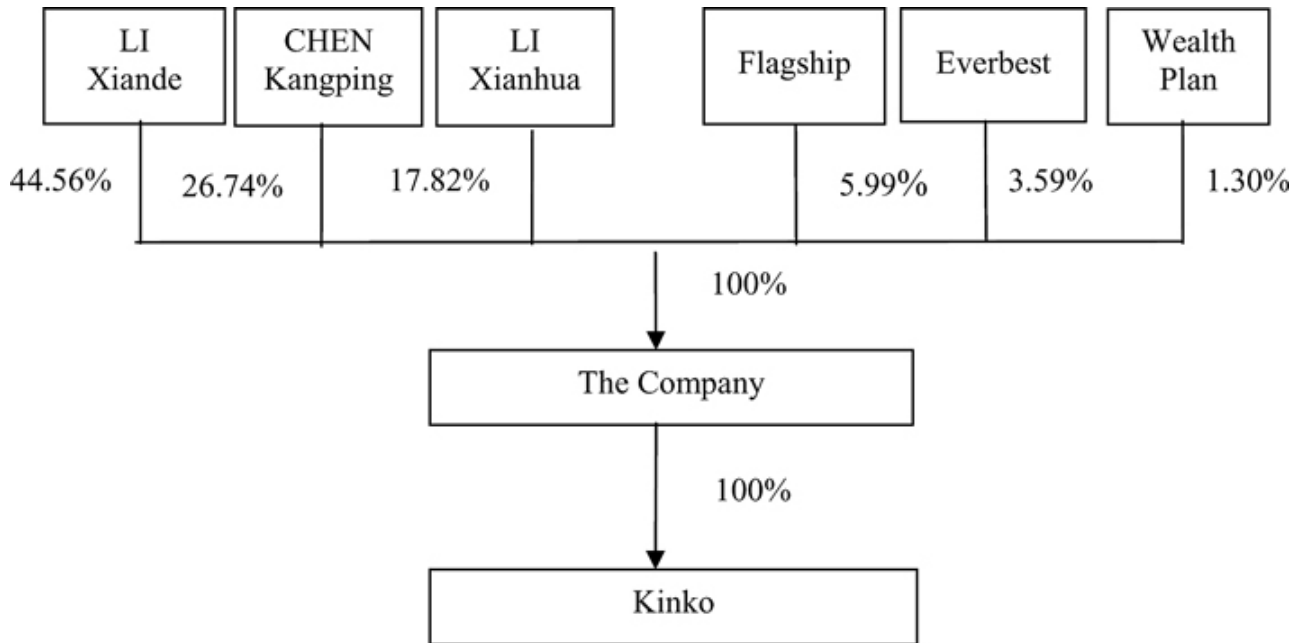 LI
Xiande
CHEN
Kangping
LI
Xianhua
Flagship
Everbest
Wealth
Plan
44.56%
26.74%
17.82%
5.99%
3.59%
1.30%
100%
The Company
100%
Kinko